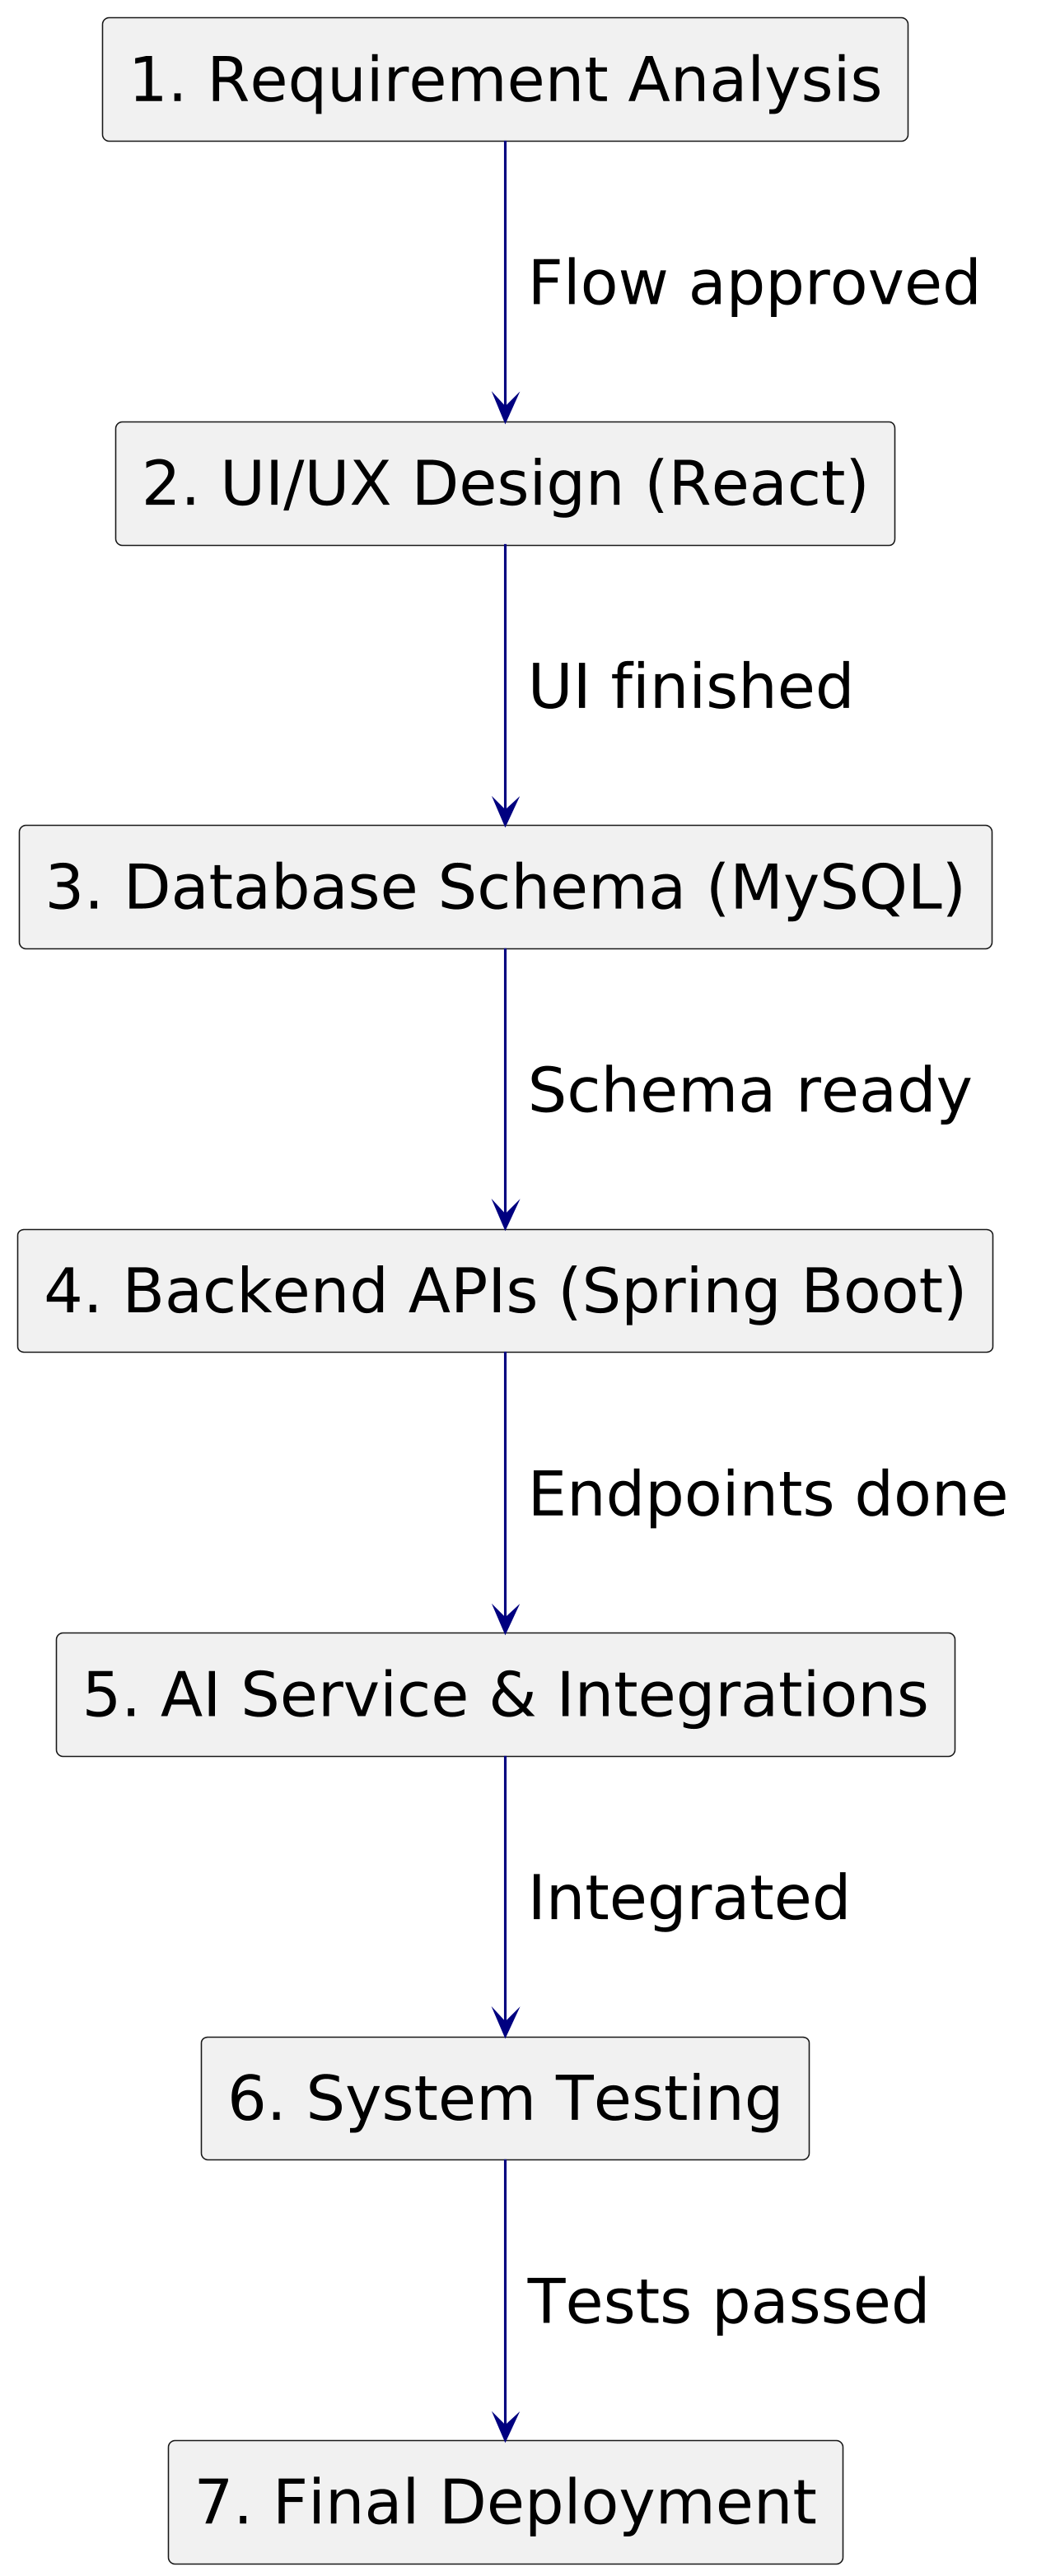 1. Requirement Analysis
Flow approved
2. UI/UX Design (React)
UI finished
3. Database Schema (MySQL)
Schema ready
4. Backend APIs (Spring Boot)
Endpoints done
5. AI Service & Integrations
Integrated
6. System Testing
Tests passed
7. Final Deployment